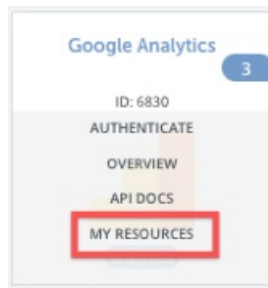 Google Analytics
3
ID: 6830
AUTHENTICATE
OVERVIEW
API DOCS
MY RESOURCES